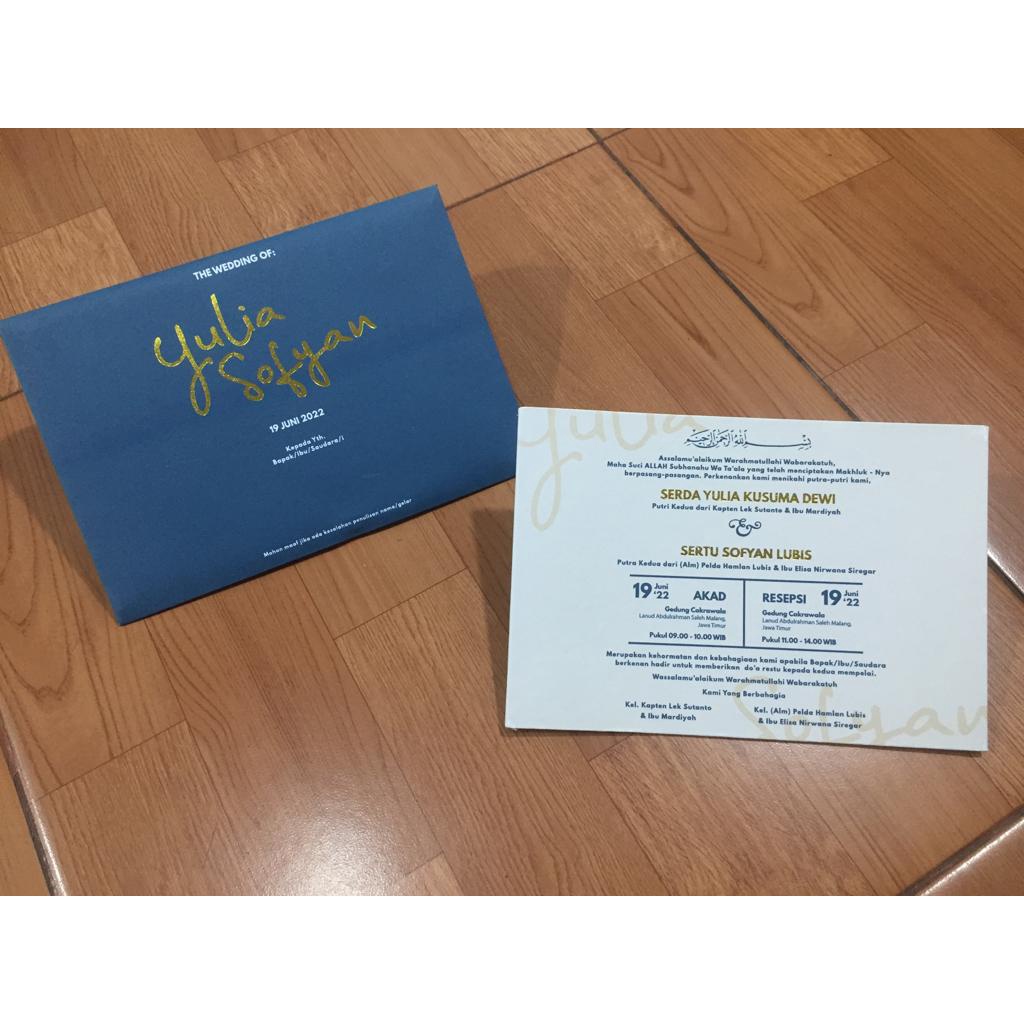 THE WEDDING OF:
Yulia
Sofyan
19 JUNI 2022
Kepada Yth,
Bapak/Ibu/Saudara/i
Mohon maaf jika ada kesalahan penulisan nama/gelar
Yulia
بِسْمِ اللهِ الرَّحْمٰنِ الرَّحِيْمِ
Assalamu'alaikum Warahmatullahi Wabarakatuh,
Maha Suci ALLAH Subhanahu Wa Ta'ala yang telah menciptakan Makhluk - Nya
berpasang-pasangan. Perkenankan kami menikahi putra-putri kami,
SERDA YULIA KUSUMA DEWI
Putri Kedua dari Kapten Lek Sutanto & Ibu Mardiyah
&
SERTU SOFYAN LUBIS
Putra Kedua dari (Alm) Pelda Hamlan Lubis & Ibu Elisa Nirwana Siregar
19 Juni '22 AKAD
Gedung Cakrawala
Lanud Abdulrahman Saleh Malang,
Jawa Timur
Pukul 09.00 - 10.00 WIB
RESEPSI 19 Juni '22
Gedung Cakrawala
Lanud Abdulrahman Saleh Malang,
Jawa Timur
Pukul 11.00 - 14.00 WIB
Merupakan kehormatan dan kebahagiaan kami apabila Bapak/Ibu/Saudara
berkenan hadir untuk memberikan do'a restu kepada kedua mempelai.
Wassalamu'alaikum Warahmatullahi Wabarakatuh
Kami Yang Berbahagia
Kel. Kapten Lek Sutanto
& Ibu Mardiyah
Kel. (Alm) Pelda Hamlan Lubis
& Ibu Elisa Nirwana Siregar
Sofyan